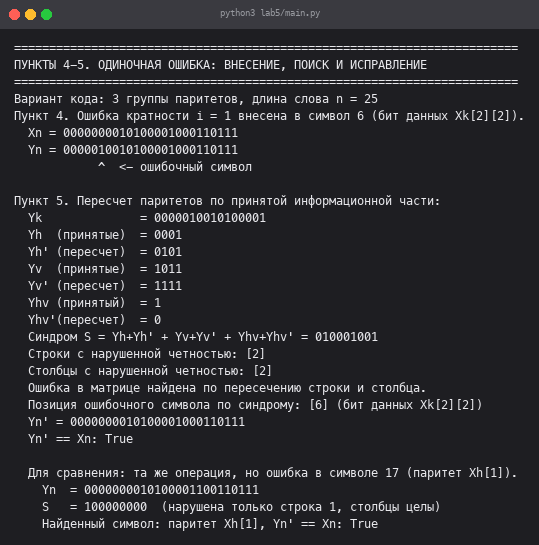 python3 lab5/main.py
========================================================================
ПУНКТЫ 4–5. ОДИНОЧНАЯ ОШИБКА: ВНЕСЕНИЕ, ПОИСК И ИСПРАВЛЕНИЕ
========================================================================
Вариант кода: 3 группы паритетов, длина слова n = 25
Пункт 4. Ошибка кратности i = 1 внесена в символ 6 (бит данных Xk[2][2]).
Xn = 0000000010100001000110111
Yn = 0000010010100001000110111
^ <– ошибочный символ
Пункт 5. Пересчет паритетов по принятой информационной части:
Yk = 0000010010100001
Yh (принятые) = 0001
Yh' (пересчет) = 0101
Yv (принятые) = 1011
Yv' (пересчет) = 1111
Yhv (принятый) = 1
Yhv'(пересчет) = 0
Синдром S = Yh+Yh' + Yv+Yv' + Yhv+Yhv' = 010001001
Строки с нарушенной четностью: [2]
Столбцы с нарушенной четностью: [2]
Ошибка в матрице найдена по пересечению строки и столбца.
Позиция ошибочного символа по синдрому: [6] (бит данных Xk[2][2])
Yn' = 0000000010100001000110111
Yn' == Xn: True
Для сравнения: та же операция, но ошибка в символе 17 (паритет Xh[1]).
Yn = 0000000010100001100110111
S = 100000000 (нарушена только строка 1, столбцы целы)
Найденный символ: паритет Xh[1], Yn' == Xn: True